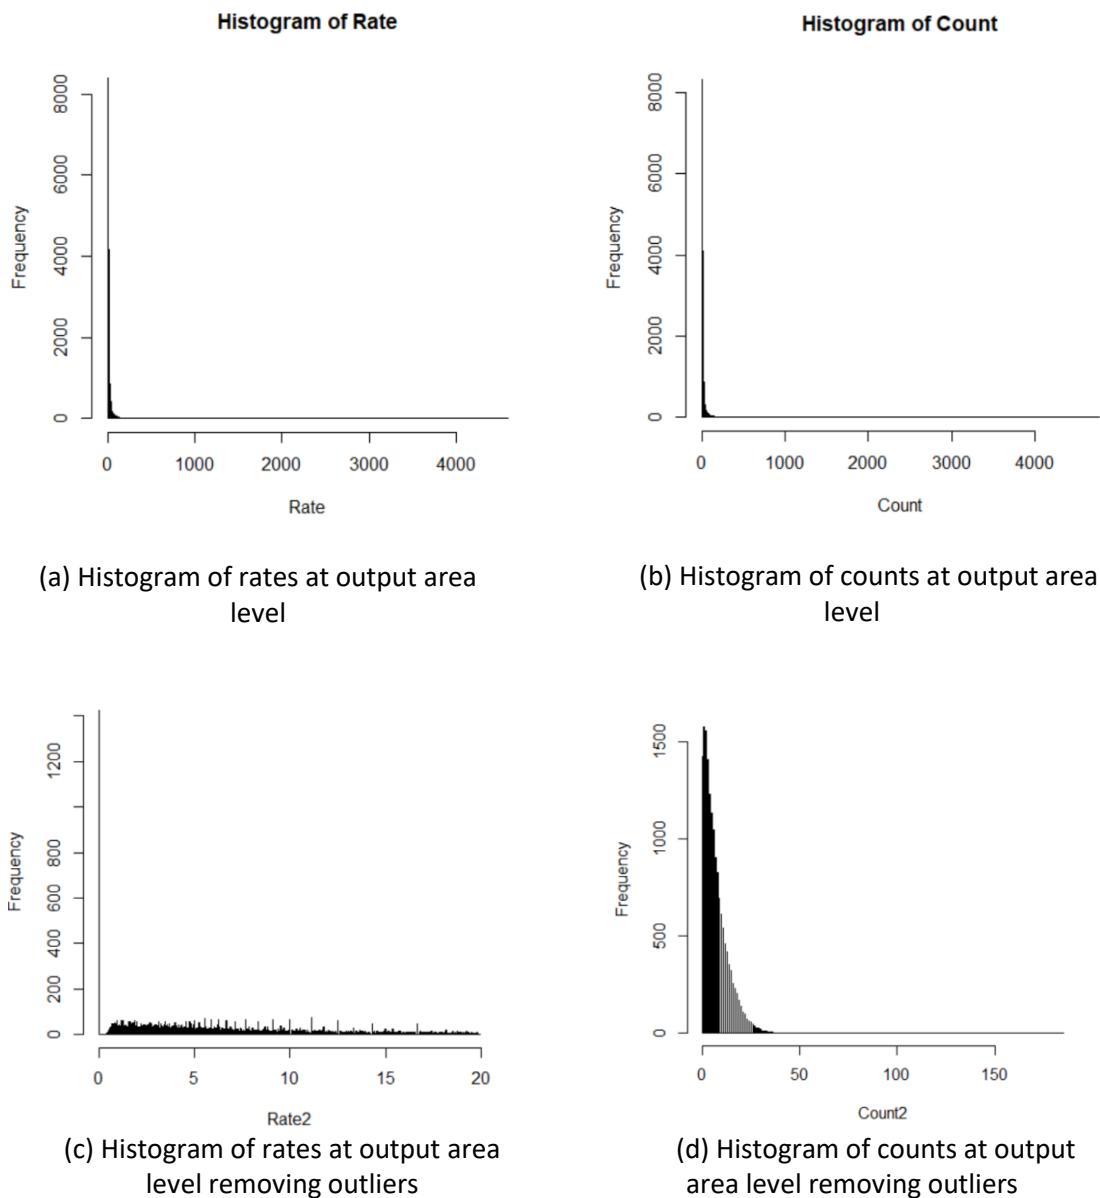 Histogram of Rate
Frequency
0
2000
4000
6000
8000
0 1000 2000 3000 4000
Rate
(a) Histogram of rates at output area
level
Histogram of Count
Frequency
0
2000
4000
6000
8000
0 1000 2000 3000 4000
Count
(b) Histogram of counts at output area
level
Frequency
0
200
400
600
800
1200
0 5 10 15 20
Rate2
(c) Histogram of rates at output area
level removing outliers
Frequency
0
500
1000
1500
0 50 100 150
Count2
(d) Histogram of counts at output
area level removing outliers